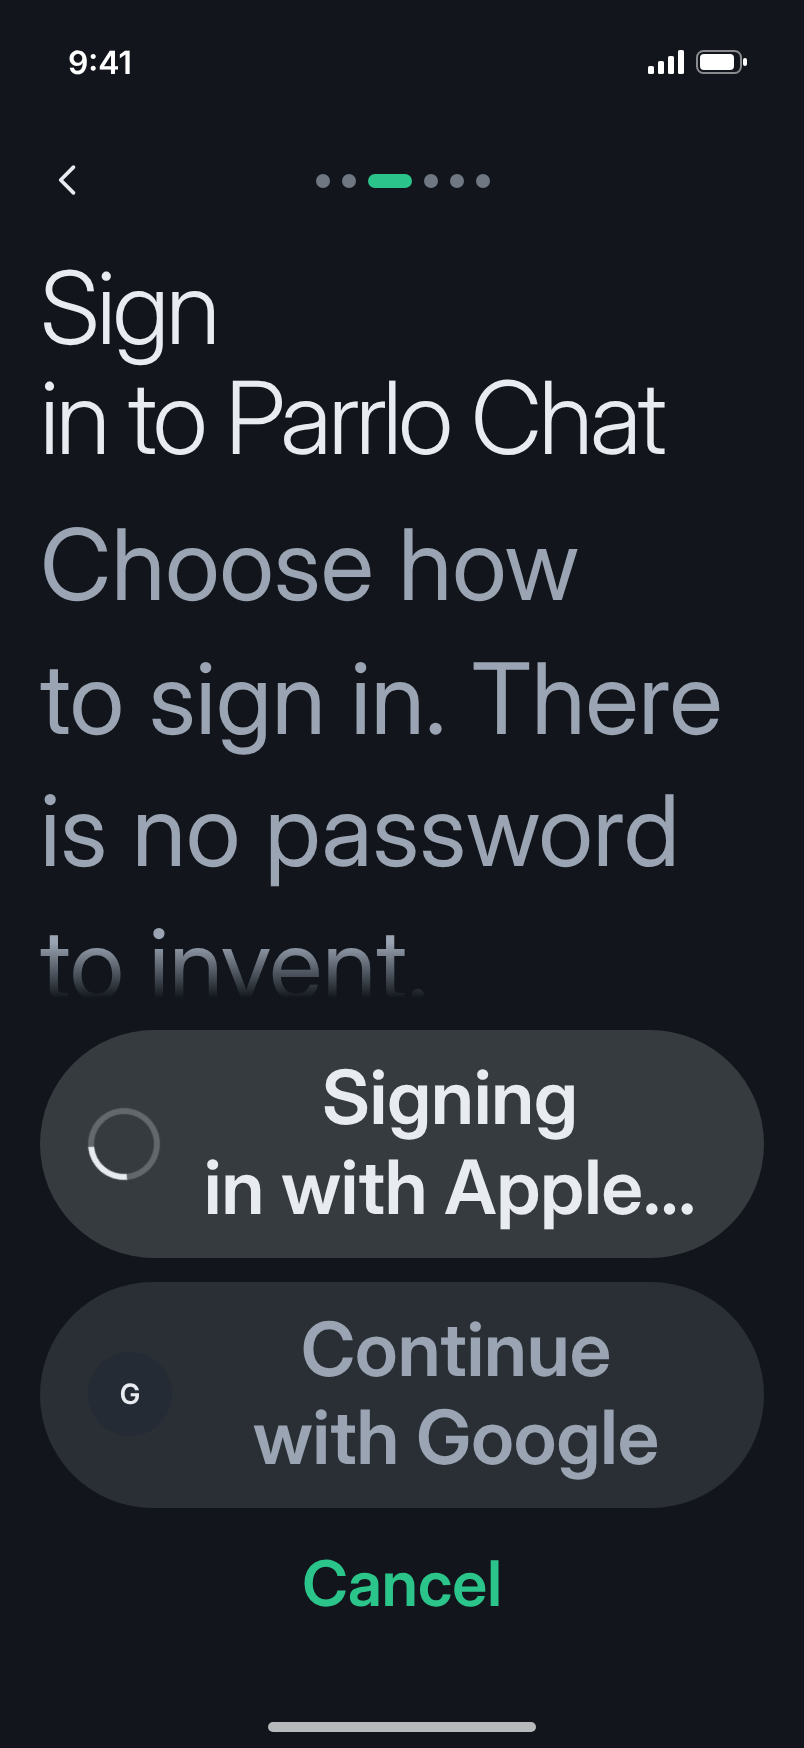 9:41
Sign
in to Parrlo Chat
Choose how
to sign in. There
is no password
to invent.
Signing
in with Apple...
G
Continue
with Google
Cancel